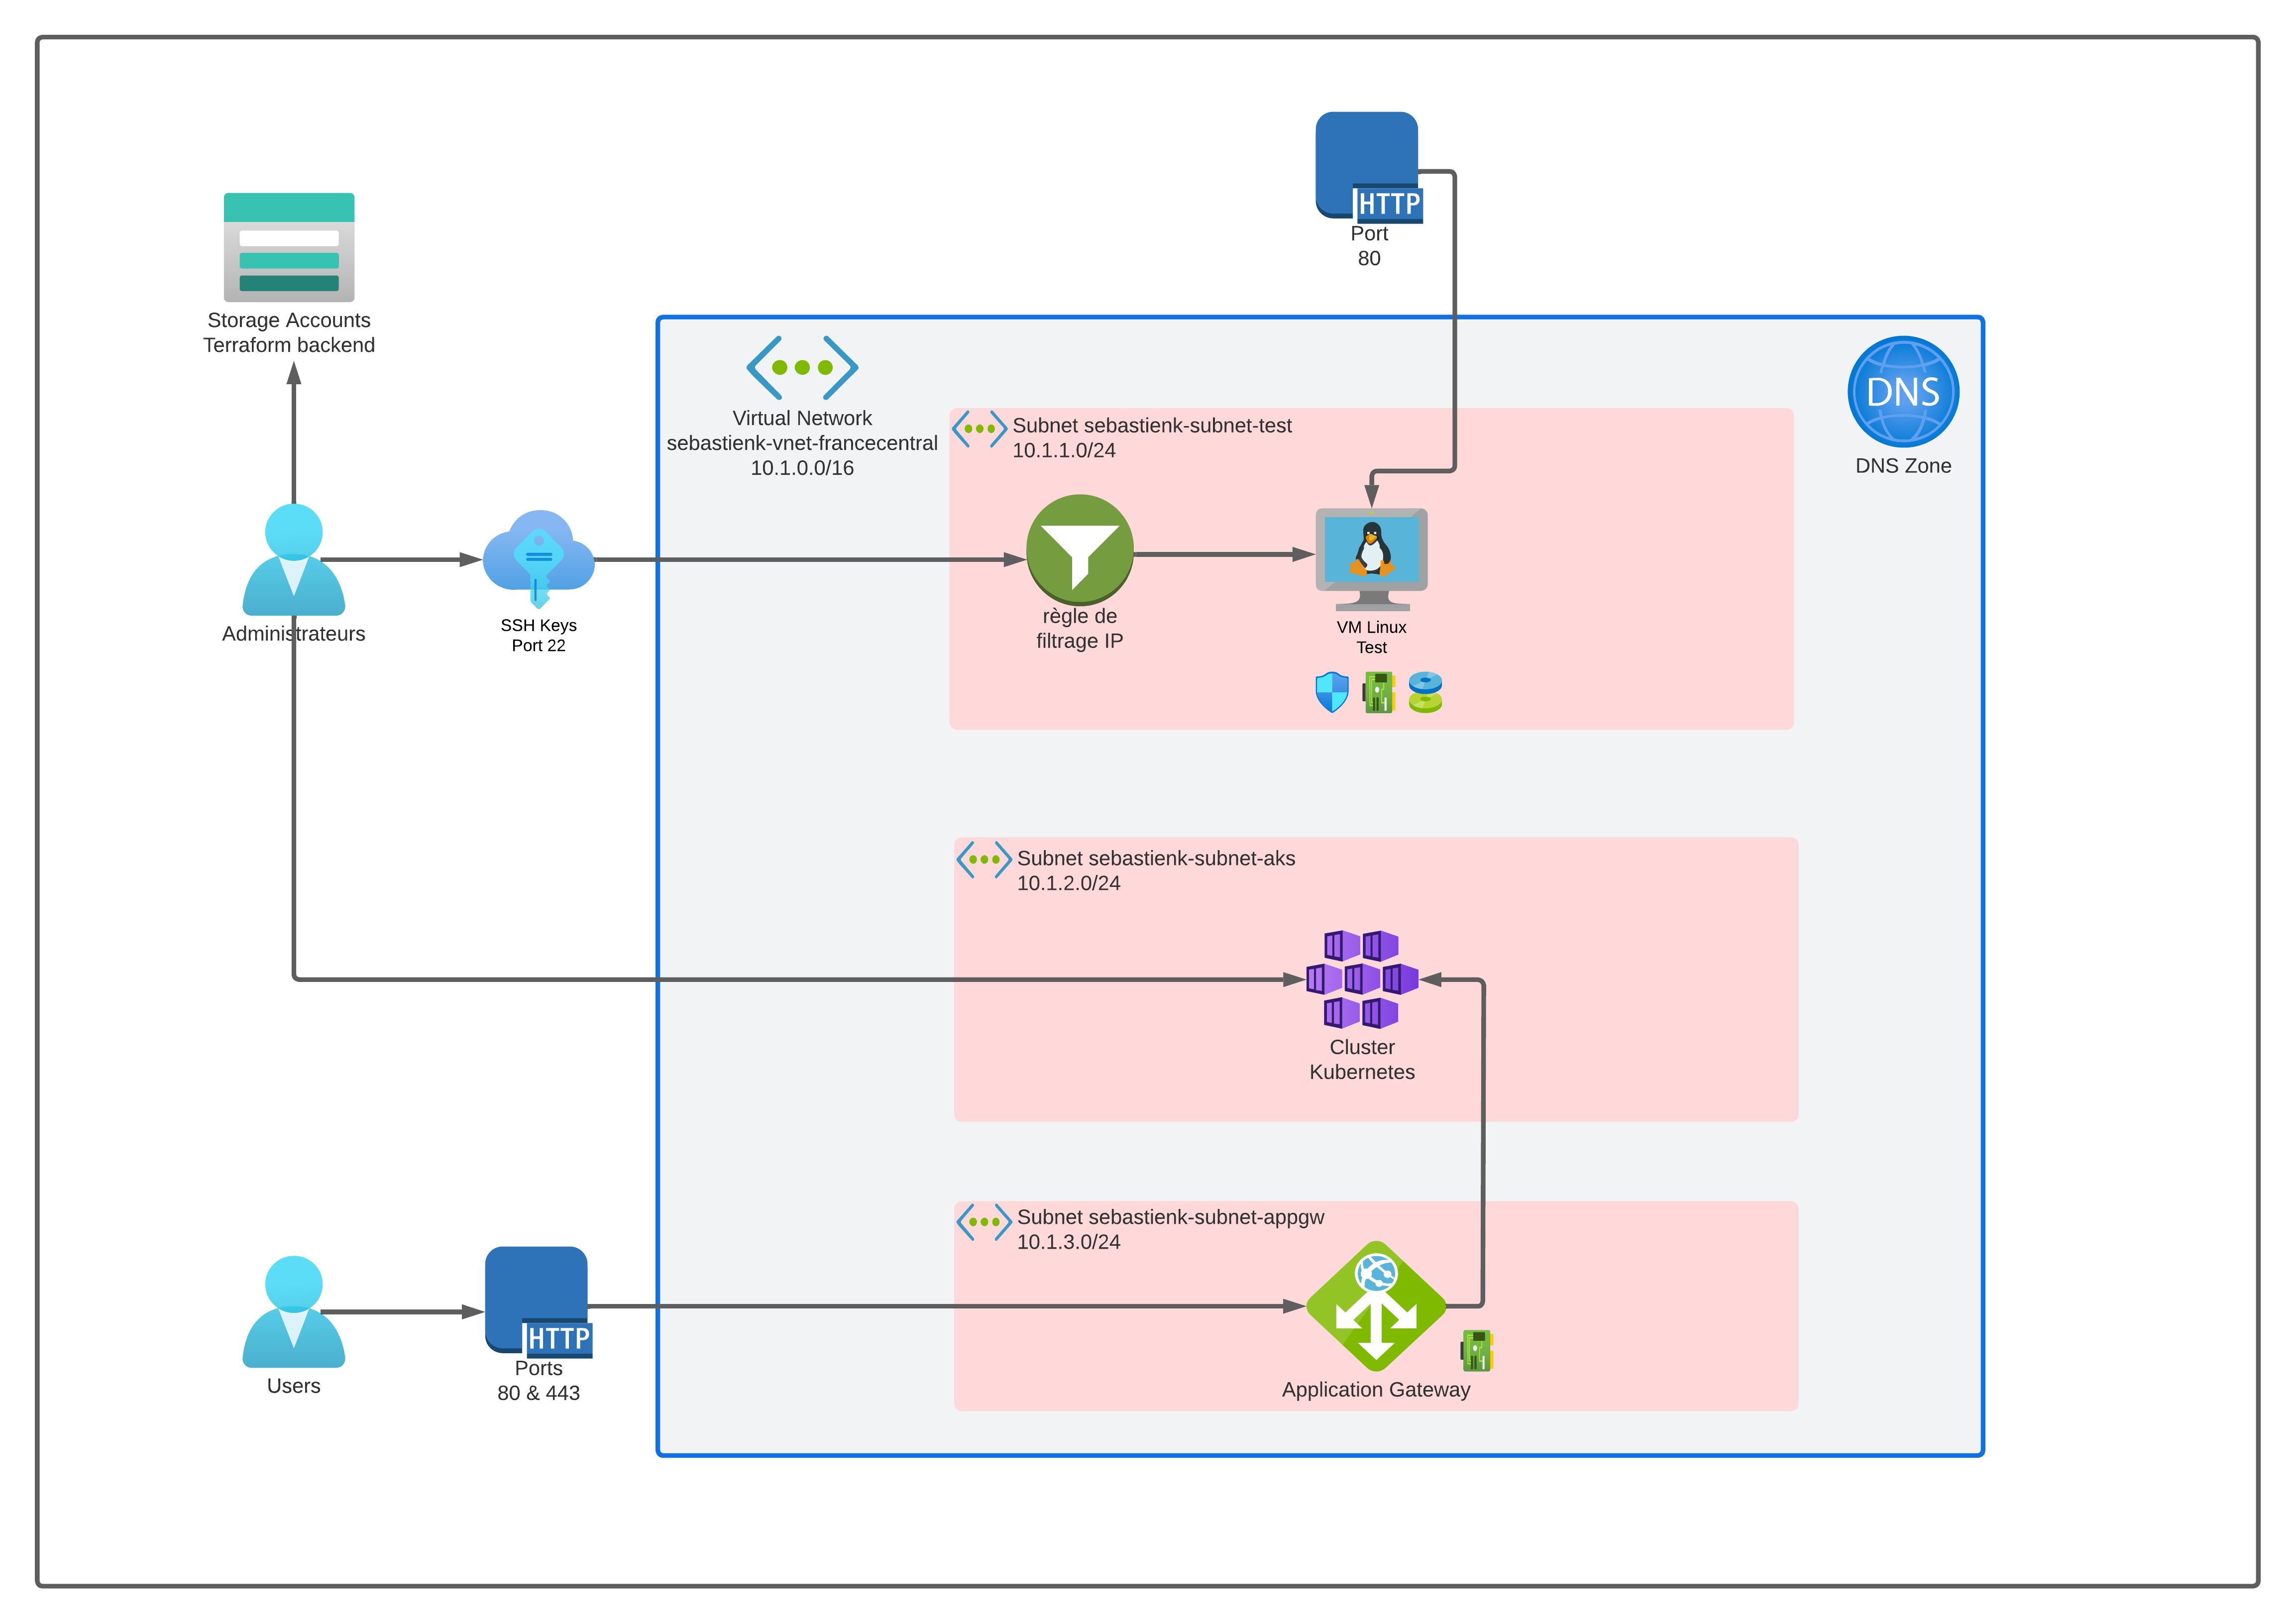 HTTP
Port
80
Storage Accounts
Terraform backend
Virtual Network
sebastienk-vnet-francecentral
10.1.0.0/16
Subnet sebastienk-subnet-test
10.1.1.0/24
DNS
DNS Zone
Administrateurs
SSH Keys
Port 22
règle de
filtrage IP
VM Linux
Test
Subnet sebastienk-subnet-aks
10.1.2.0/24
Cluster
Kubernetes
Subnet sebastienk-subnet-appgw
10.1.3.0/24
Users
HTTP
Ports
80 & 443
Application Gateway